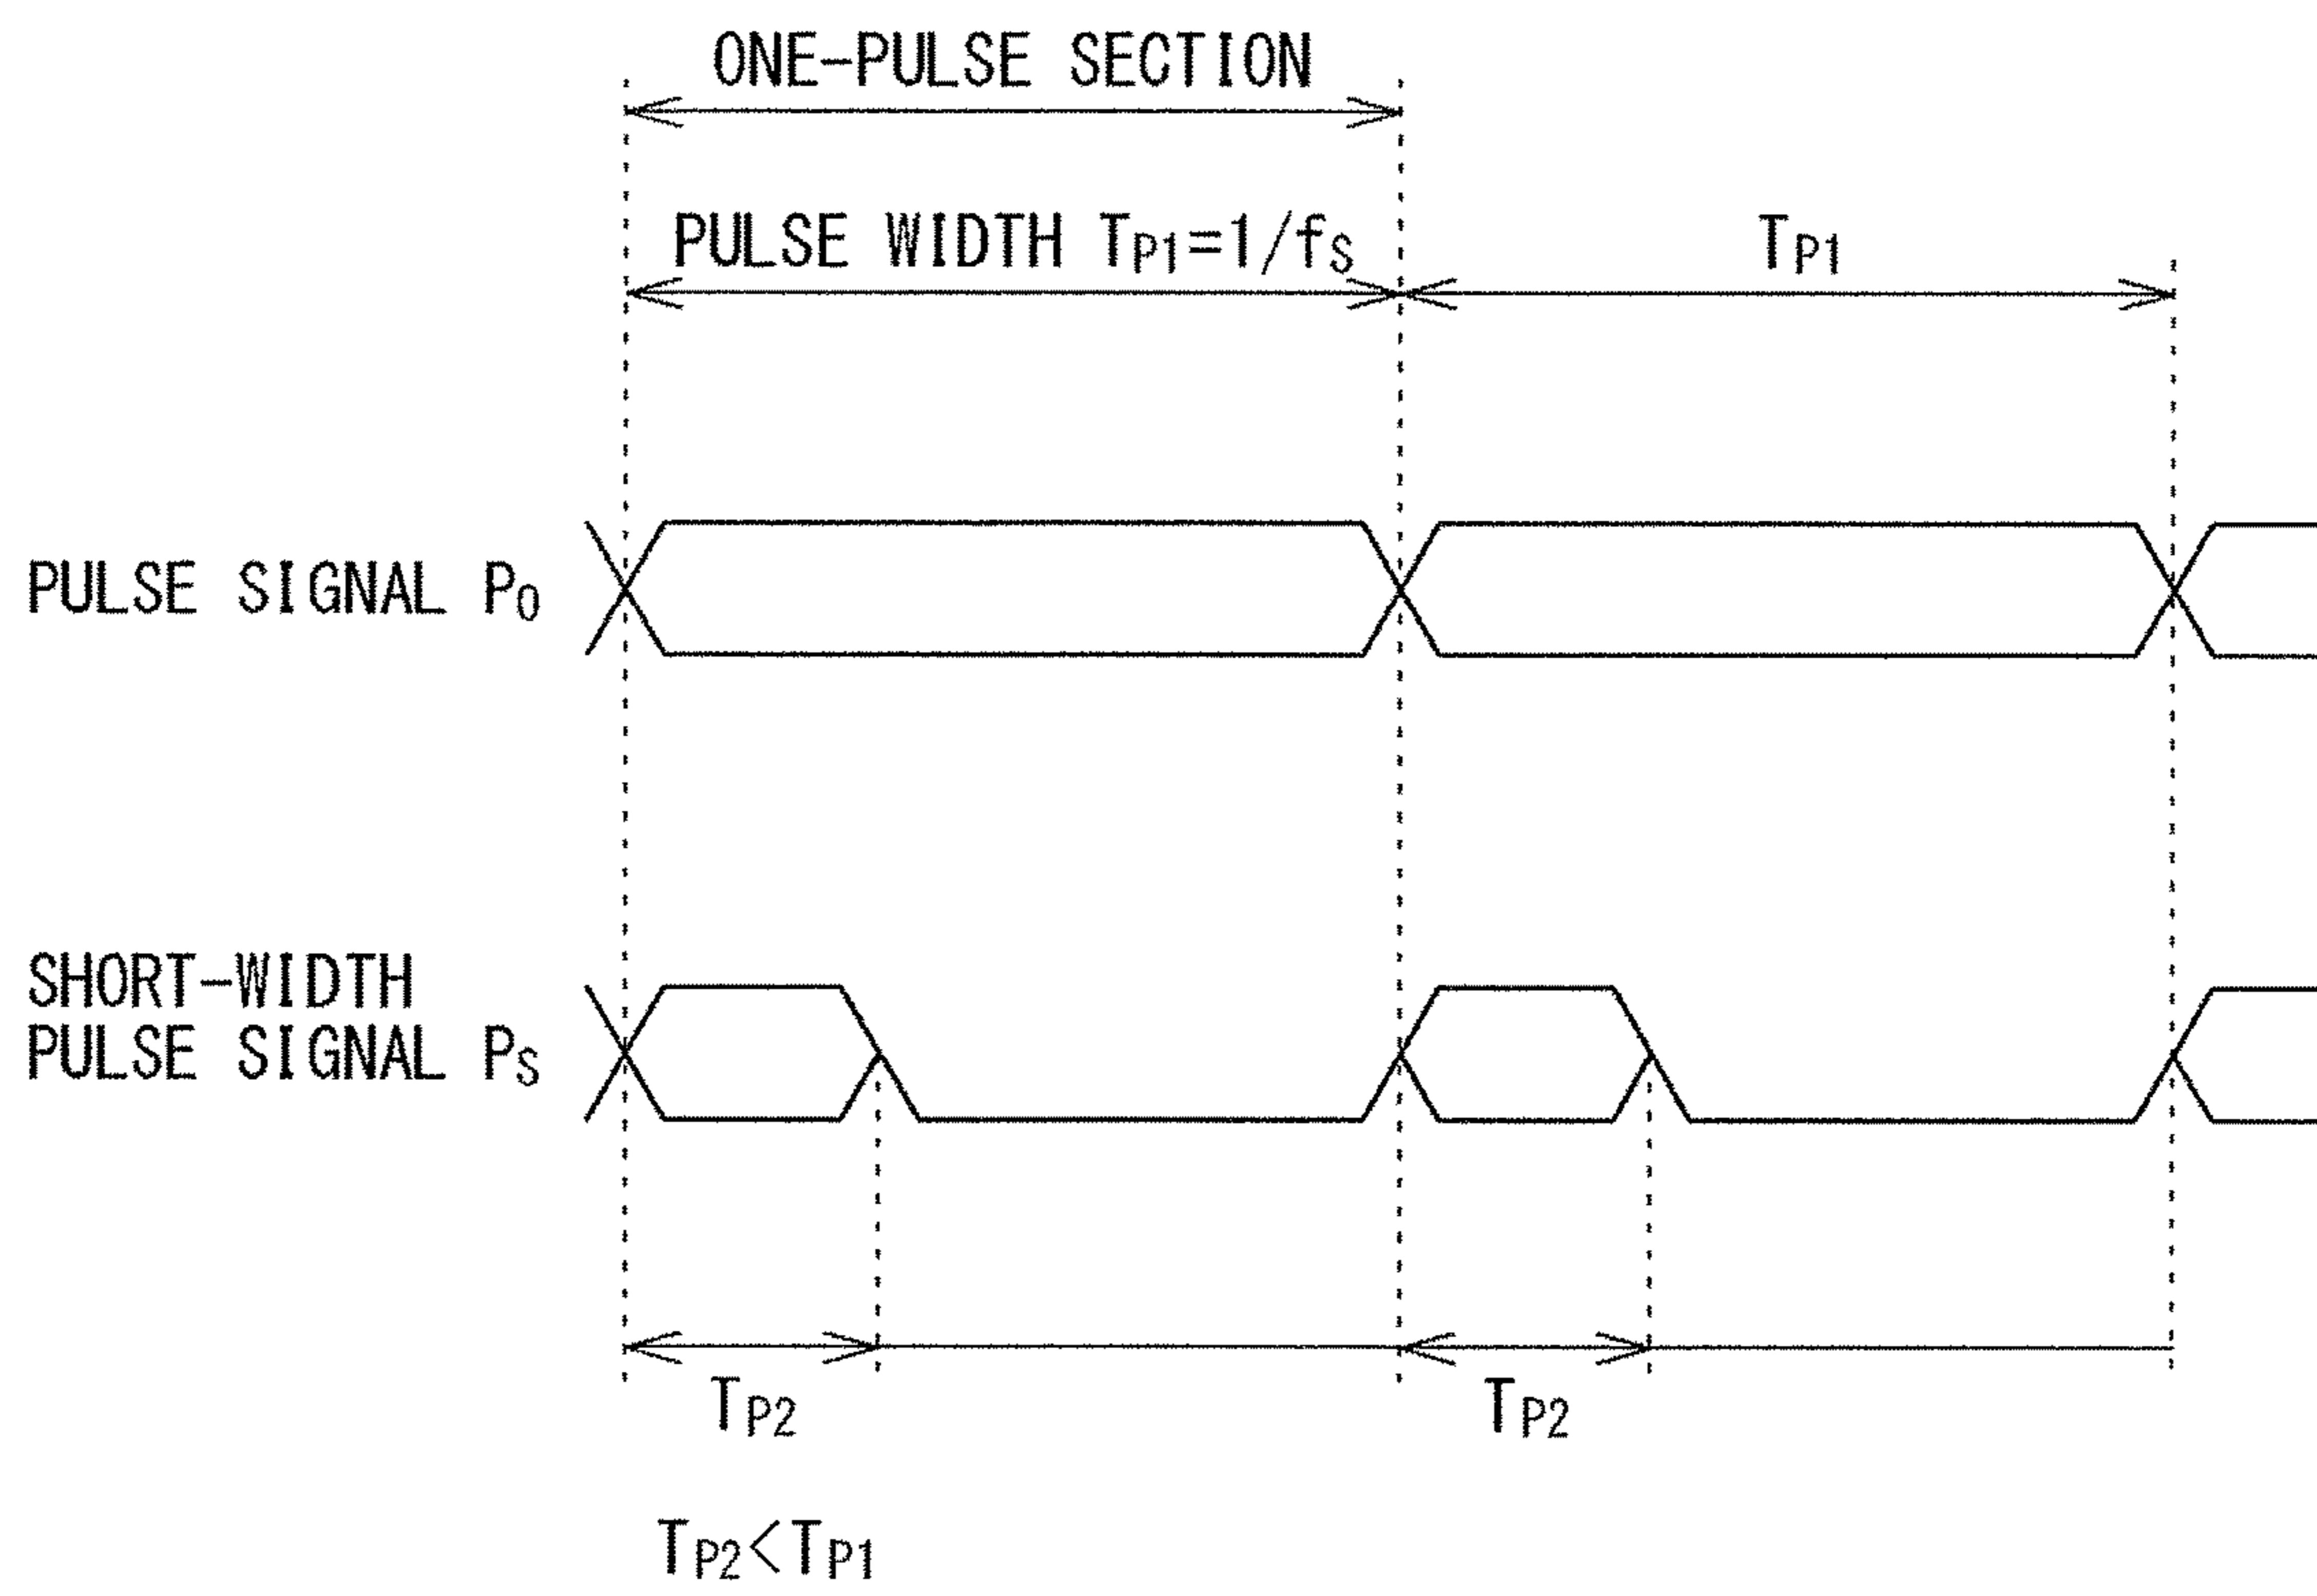 ONE-PULSE SECTION
PULSE WIDTH TP1=1/fS
TP1
PULSE SIGNAL PO
SHORT-WIDTH
PULSE SIGNAL PS
TP2
TP2
TP2<TP1